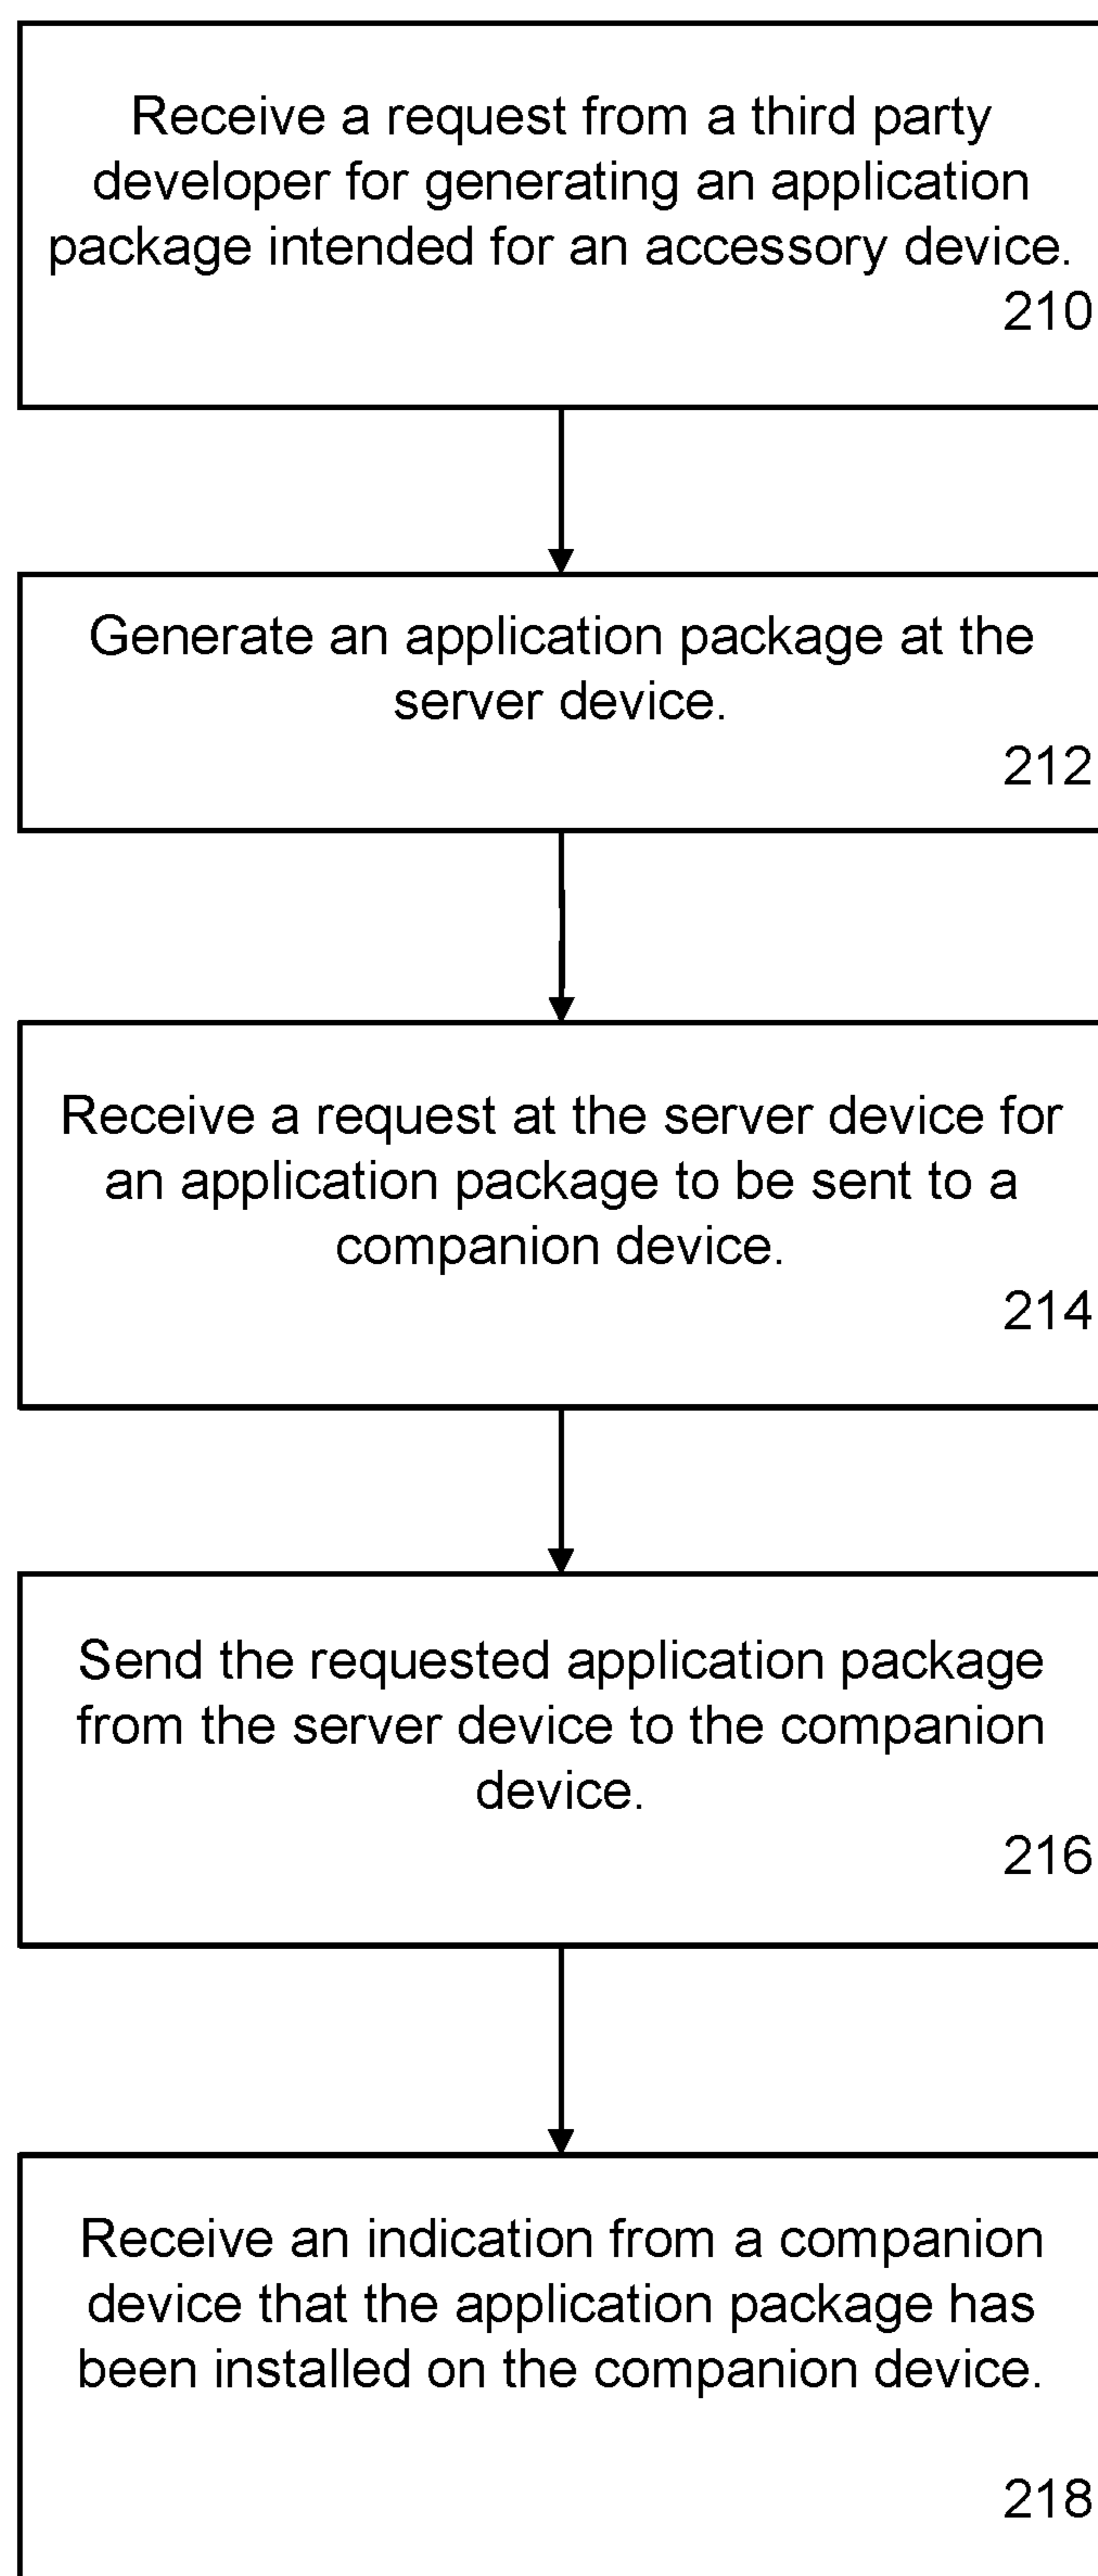 Receive a request from a third party
developer for generating an application
package intended for an accessory device.
210
Generate an application package at the
server device.
212
Receive a request at the server device for
an application package to be sent to a
companion device.
214
Send the requested application package
from the server device to the companion
device.
216
Receive an indication from a companion
device that the application package has
been installed on the companion device.
218